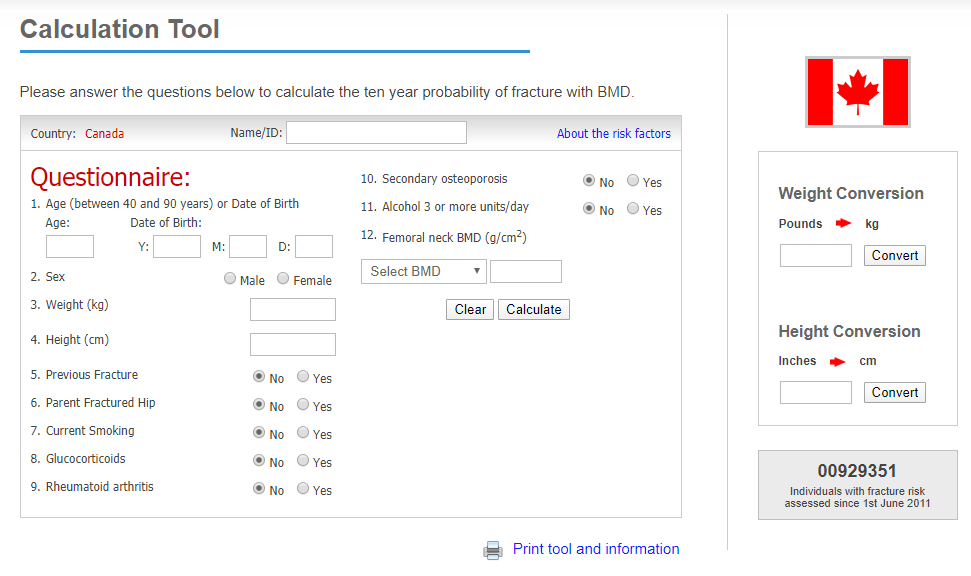 Calculation Tool
Please answer the questions below to calculate the ten year probability of fracture with BMD.
Country: Canada
Name/ID:
About the risk factors
Questionnaire:
1. Age (between 40 and 90 years) or Date of Birth
Age:
Date of Birth:
Y:
M:
D:
2. Sex
Male
Female
3. Weight (kg)
4. Height (cm)
5. Previous Fracture
No
Yes
6. Parent Fractured Hip
No
Yes
7. Current Smoking
No
Yes
8. Glucocorticoids
No
Yes
9. Rheumatoid arthritis
No
Yes
10. Secondary osteoporosis
No
Yes
11. Alcohol 3 or more units/day
No
Yes
12. Femoral neck BMD (g/cm²)
Select BMD
Clear
Calculate
Print tool and information
Weight Conversion
Pounds
kg
Convert
Height Conversion
Inches
cm
Convert
00929351
Individuals with fracture risk
assessed since 1st June 2011